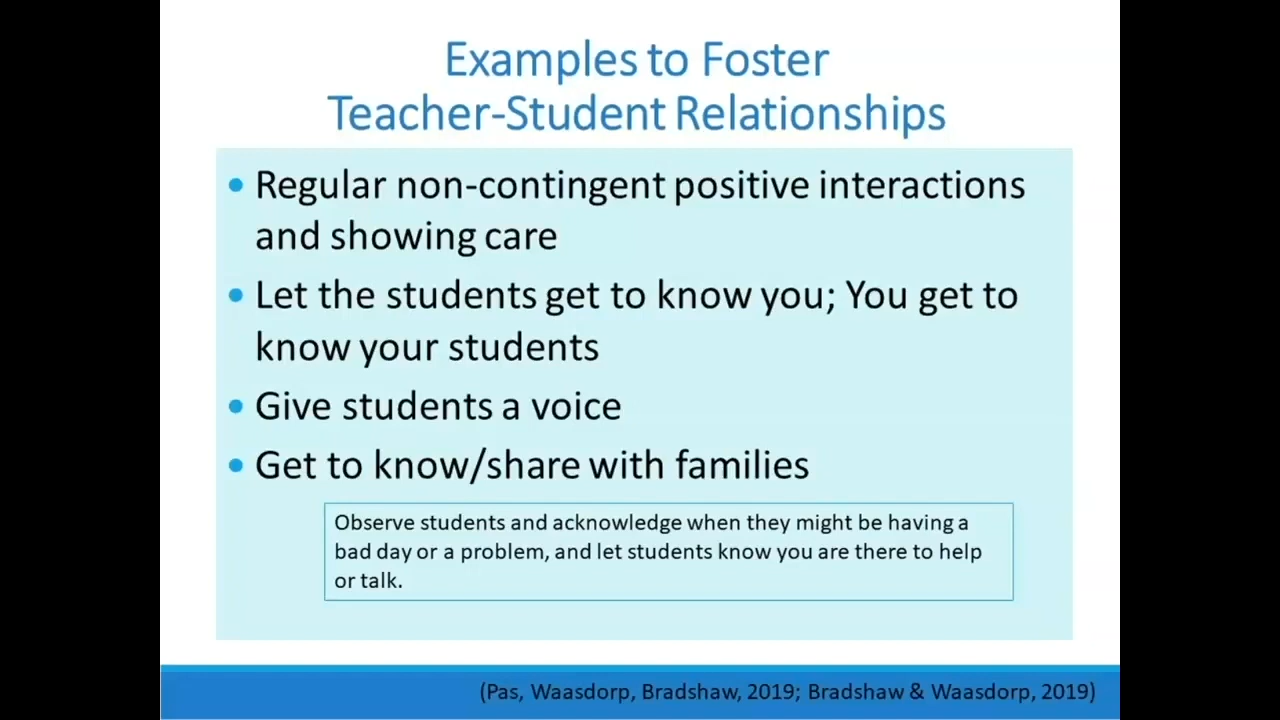 Examples to Foster
Teacher-Student Relationships
• Regular non-contingent positive interactions
and showing care
• Let the students get to know you; You get to
know your students
• Give students a voice
• Get to know/share with families
Observe students and acknowledge when they might be having a
bad day or a problem, and let students know you are there to help
or talk.
(Pas, Waasdorp, Bradshaw, 2019; Bradshaw & Waasdorp, 2019)